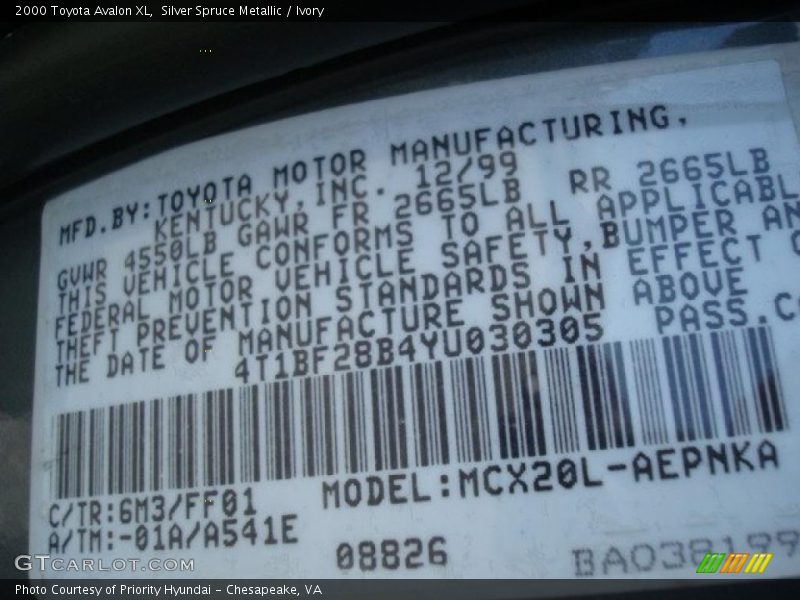 2000 Toyota Avalon XL, Silver Spruce Metallic / Ivory
MFD.BY:TOYOTA MOTOR MANUFACTURING,
KENTUCKY,INC. 12/99
GVWR 4550LB GAWR FR 2665LB RR 2665LB
THIS VEHICLE CONFORMS TO ALL APPLICABL
FEDERAL MOTOR VEHICLE SAFETY,BUMPER AN
THEFT PREVENTION STANDARDS IN EFFECT O
THE DATE OF MANUFACTURE SHOWN ABOVE
4T1BF28B4YU030305 PASS.C
C/TR:6M3/FF01 MODEL:MCX20L-AEPNKA
A/TM:-01A/A541E
08826 BA038199
GTCARLOT.COM
Photo Courtesy of Priority Hyundai - Chesapeake, VA